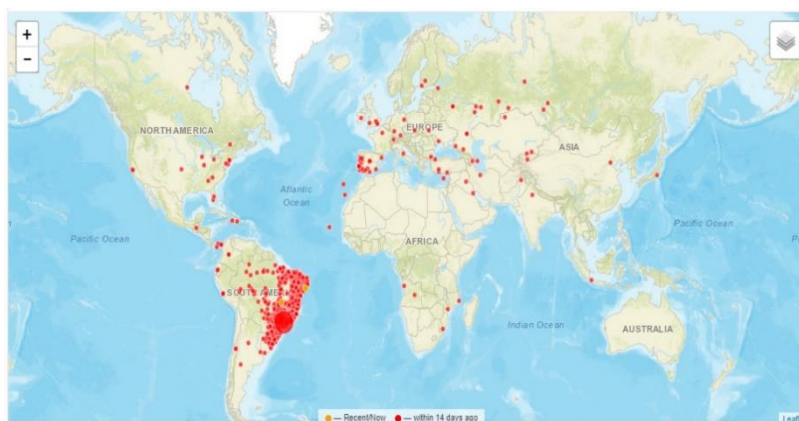 +
−
NORTH AMERICA
EUROPE
ASIA
Atlantic
Ocean
Pacific Ocean
Pacific Ocean
AFRICA
SOUTH AMERICA
Indian Ocean
AUSTRALIA
— Recent/Now — within 14 days ago
Leafl